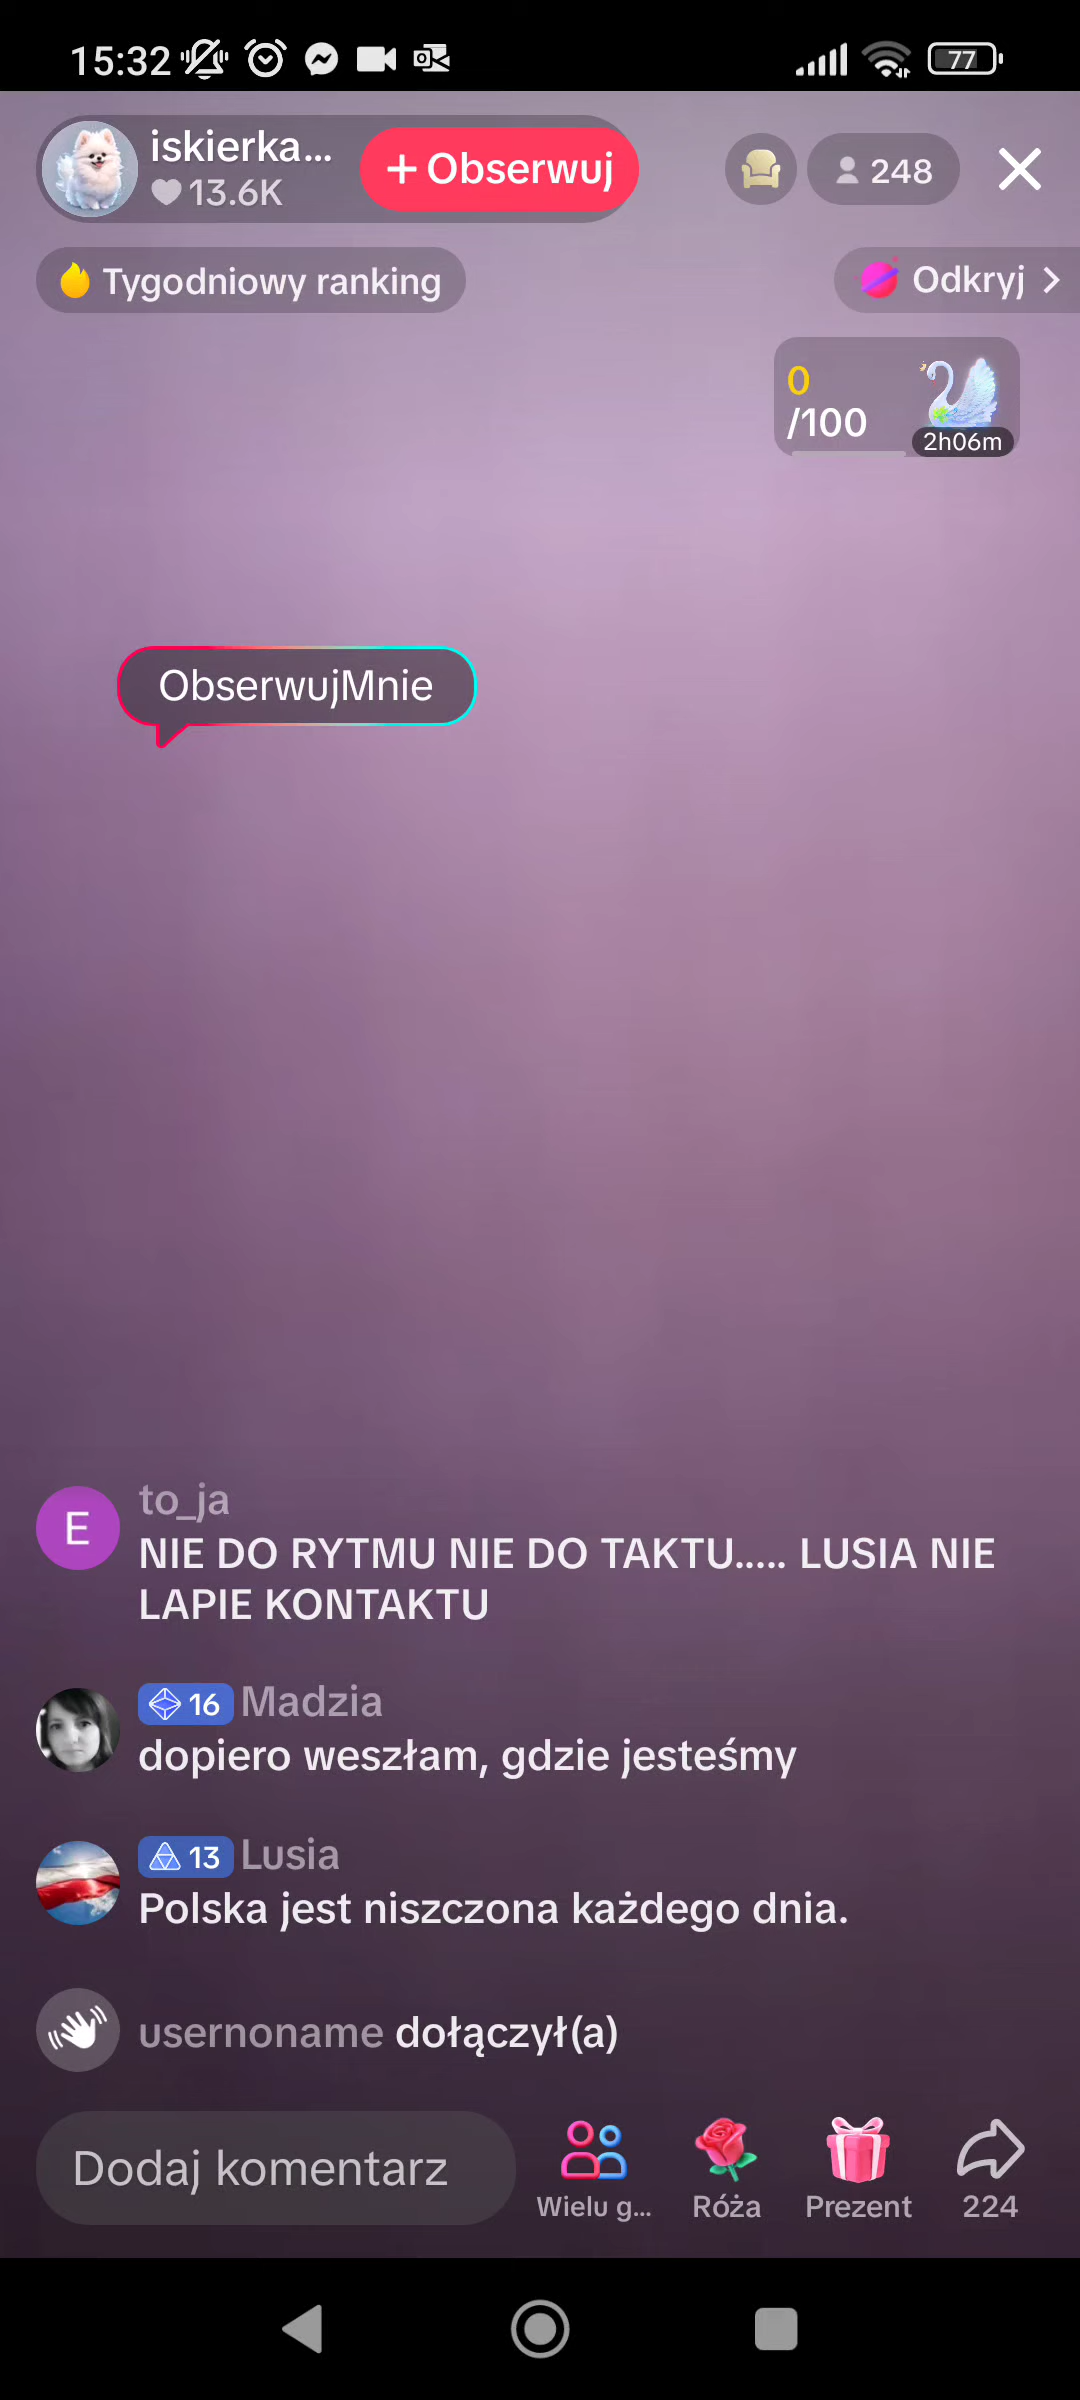 15:32
77
iskierka...
13.6K
+ Obserwuj
248
Tygodniowy ranking
Odkryj
0
/100
2h06m
ObserwujMnie
E
to_ja
NIE DO RYTMU NIE DO TAKTU..... LUSIA NIE
LAPIE KONTAKTU
16 Madzia
dopiero weszłam, gdzie jesteśmy
13 Lusia
Polska jest niszczona każdego dnia.
usernoname dołączył(a)
Dodaj komentarz
Wielu g...
Róża
Prezent
224